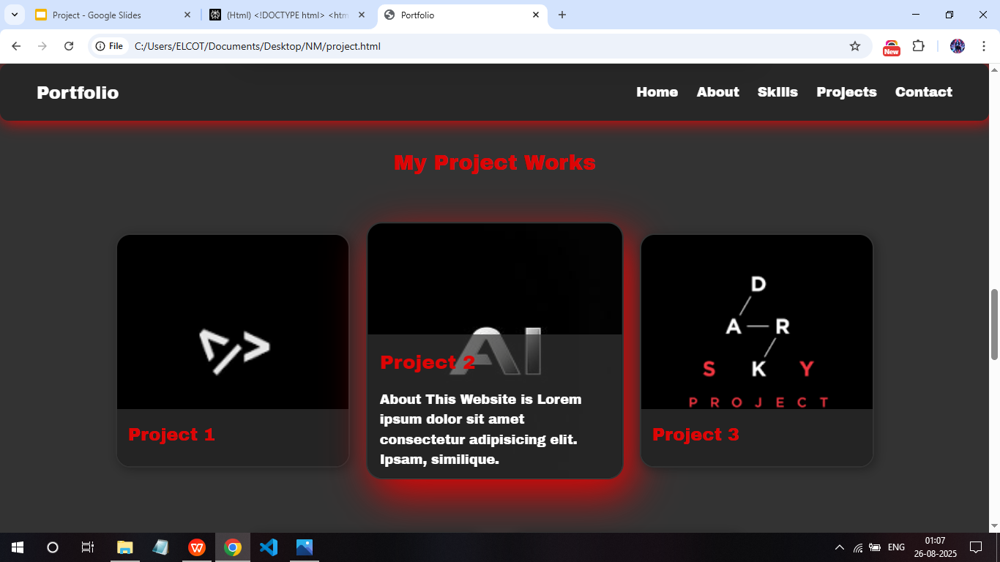 Project - Google Slides
(Html) <!DOCTYPE html> <htm
Portfolio
File
C:/Users/ELCOT/Documents/Desktop/NM/project.html
New
Portfolio
Home About Skills Projects Contact
My Project Works
</>
Project 1
AI
Project 2
About This Website is Lorem
ipsum dolor sit amet
consectetur adipisicing elit.
Ipsam, similique.
D
A R
S K Y
PROJECT
Project 3
ENG
01:07
26-08-2025